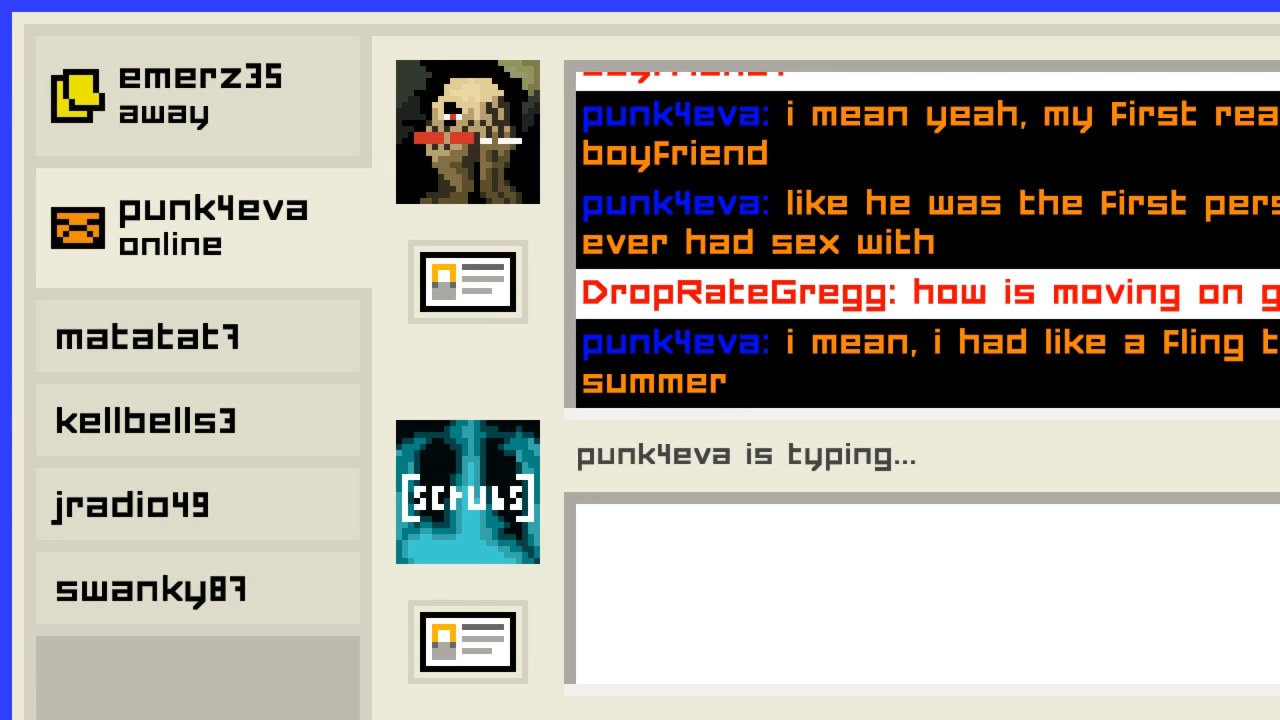 emerz35
away
punk4eva
online
matatat7
kellbells3
jradio49
swanky87
punk4eva: i mean yeah, my first rea
boyfriend
punk4eva: like he was the first pers
ever had sex with
DropRateGregg: how is moving on g
punk4eva: i mean, i had like a fling t
summer
punk4eva is typing...
[scrubs]